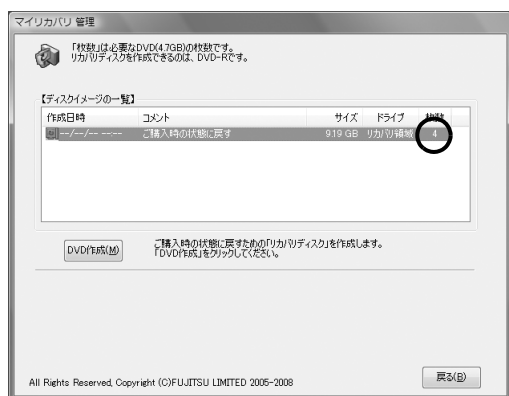 マイリカバリ 管理
「枚数」は必要なDVD(4.7GB)の枚数です。
リカバリディスクを作成できるのは、DVD-Rです。
【ディスクイメージの一覧】
作成日時 コメント サイズ ドライブ 枚数
--/--/-- --:-- ご購入時の状態に戻す 9.19 GB リカバリ領域 4
DVD作成(M)
ご購入時の状態に戻すための「リカバリディスク」を作成します。
「DVD作成」をクリックしてください。
All Rights Reserved, Copyright (C)FUJITSU LIMITED 2005-2008
戻る(B)